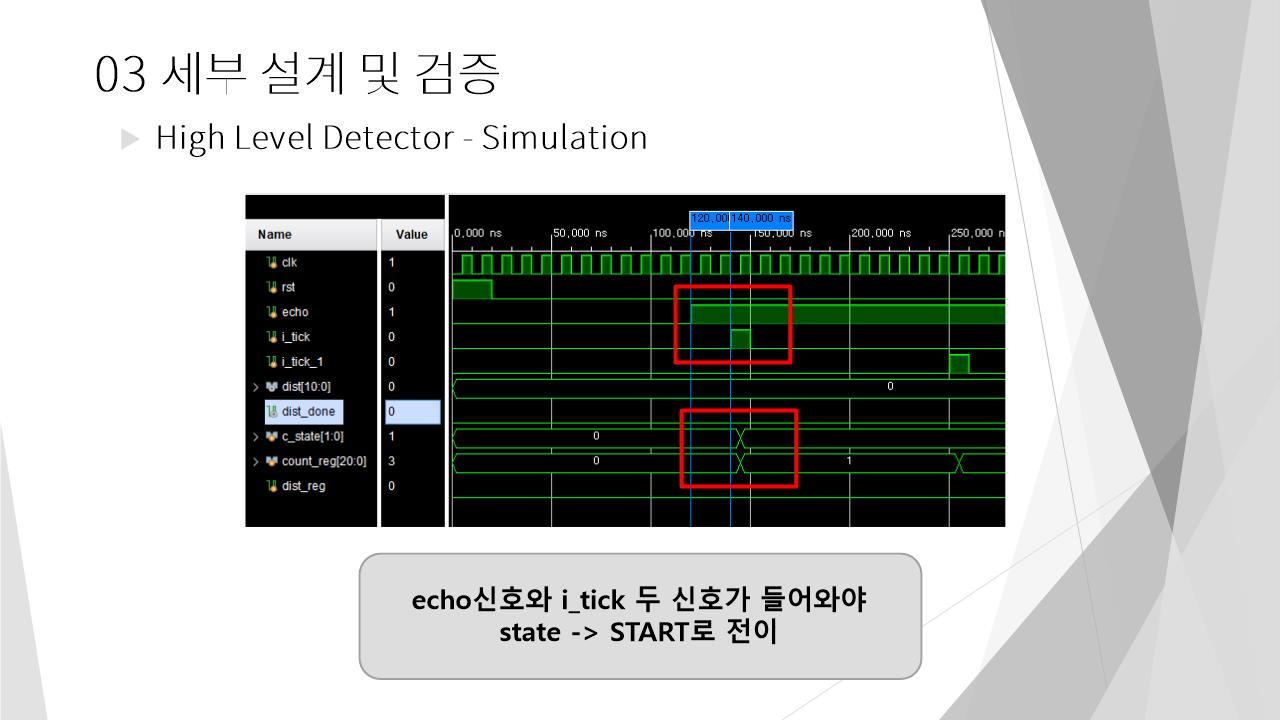 03 세부 설계 및 검증
High Level Detector - Simulation
120,00 140,000 ns
Name Value 0,000 ns 50,000 ns 100,000 ns 150,000 ns 200,000 ns 250,000 n
clk 1
rst 0
echo 1
i_tick 0
i_tick_1 0
dist[10:0] 0 0
dist_done 0
c_state[1:0] 1 0
count_reg[20:0] 3 0 1
dist_reg 0
echo신호와 i_tick 두 신호가 들어와야
state -> START로 전이